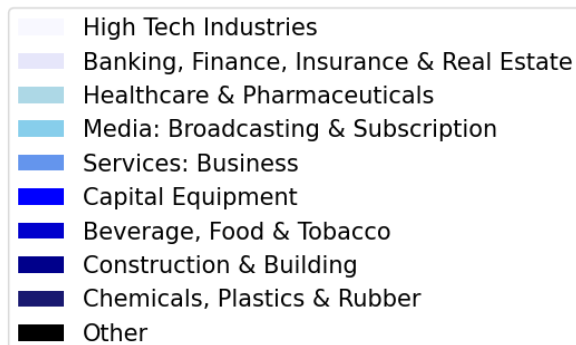 High Tech Industries
Banking, Finance, Insurance & Real Estate
Healthcare & Pharmaceuticals
Media: Broadcasting & Subscription
Services: Business
Capital Equipment
Beverage, Food & Tobacco
Construction & Building
Chemicals, Plastics & Rubber
Other